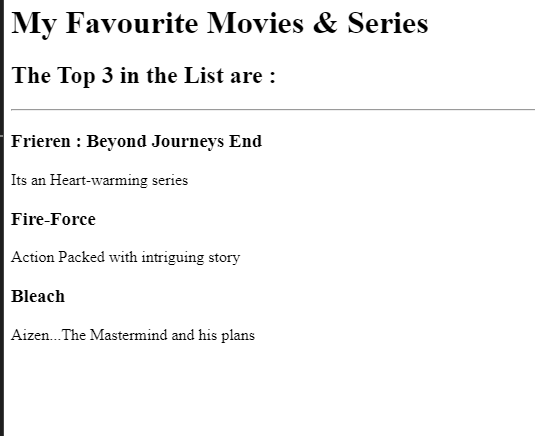 My Favourite Movies & Series
The Top 3 in the List are :
Frieren : Beyond Journeys End
Its an Heart-warming series
Fire-Force
Action Packed with intriguing story
Bleach
Aizen...The Mastermind and his plans